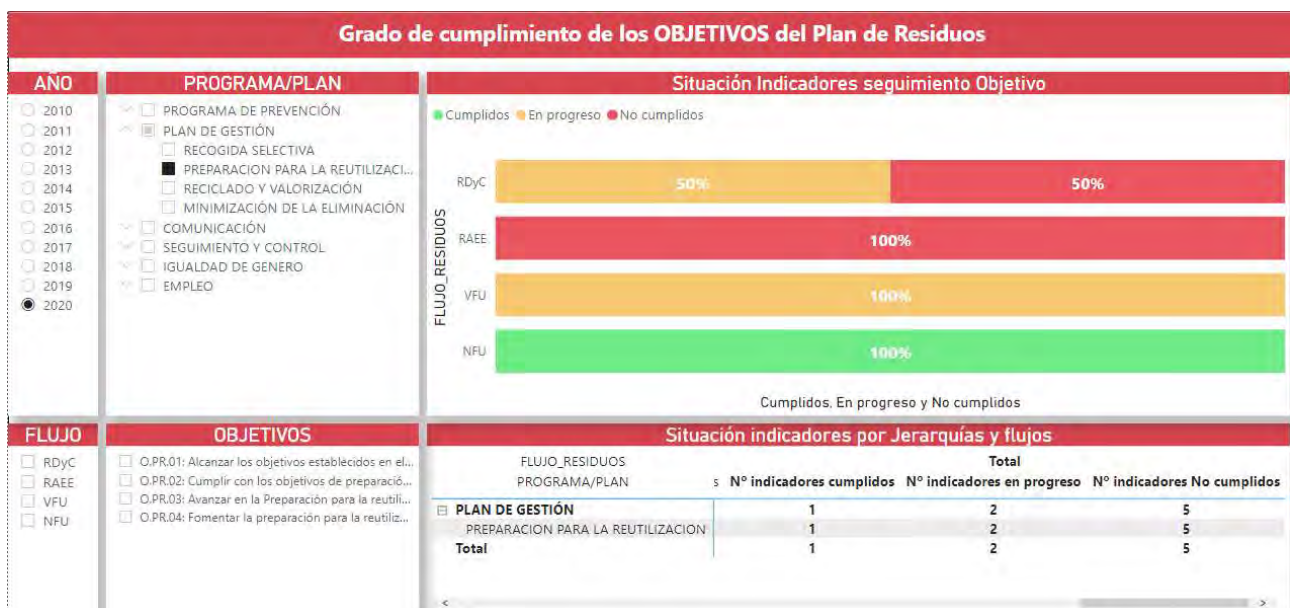 Grado de cumplimiento de los OBJETIVOS del Plan de Residuos
AÑO
2010
2011
2012
2013
2014
2015
2016
2017
2018
2019
2020
PROGRAMA/PLAN
PROGRAMA DE PREVENCIÓN
PLAN DE GESTIÓN
RECOGIDA SELECTIVA
PREPARACION PARA LA REUTILIZACI...
RECICLADO Y VALORIZACIÓN
MINIMIZACIÓN DE LA ELIMINACIÓN
COMUNICACIÓN
SEGUIMIENTO Y CONTROL
IGUALDAD DE GENERO
EMPLEO
Situación Indicadores seguimiento Objetivo
Cumplidos En progreso No cumplidos
FLUJO_RESIDUOS
RDyC 50% 50%
RAEE 100%
VFU 100%
NFU 100%
Cumplidos, En progreso y No cumplidos
FLUJO
RDyC
RAEE
VFU
NFU
OBJETIVOS
O.PR.01: Alcanzar los objetivos establecidos en el...
O.PR.02: Cumplir con los objetivos de preparació...
O.PR.03: Avanzar en la Preparación para la reutili...
O.PR.04: Fomentar la preparación para la reutiliz...
Situación indicadores por Jerarquías y flujos
FLUJO_RESIDUOS Total
PROGRAMA/PLAN s Nº indicadores cumplidos Nº indicadores en progreso Nº indicadores No cumplidos
PLAN DE GESTIÓN 1 2 5
PREPARACION PARA LA REUTILIZACION 1 2 5
Total 1 2 5